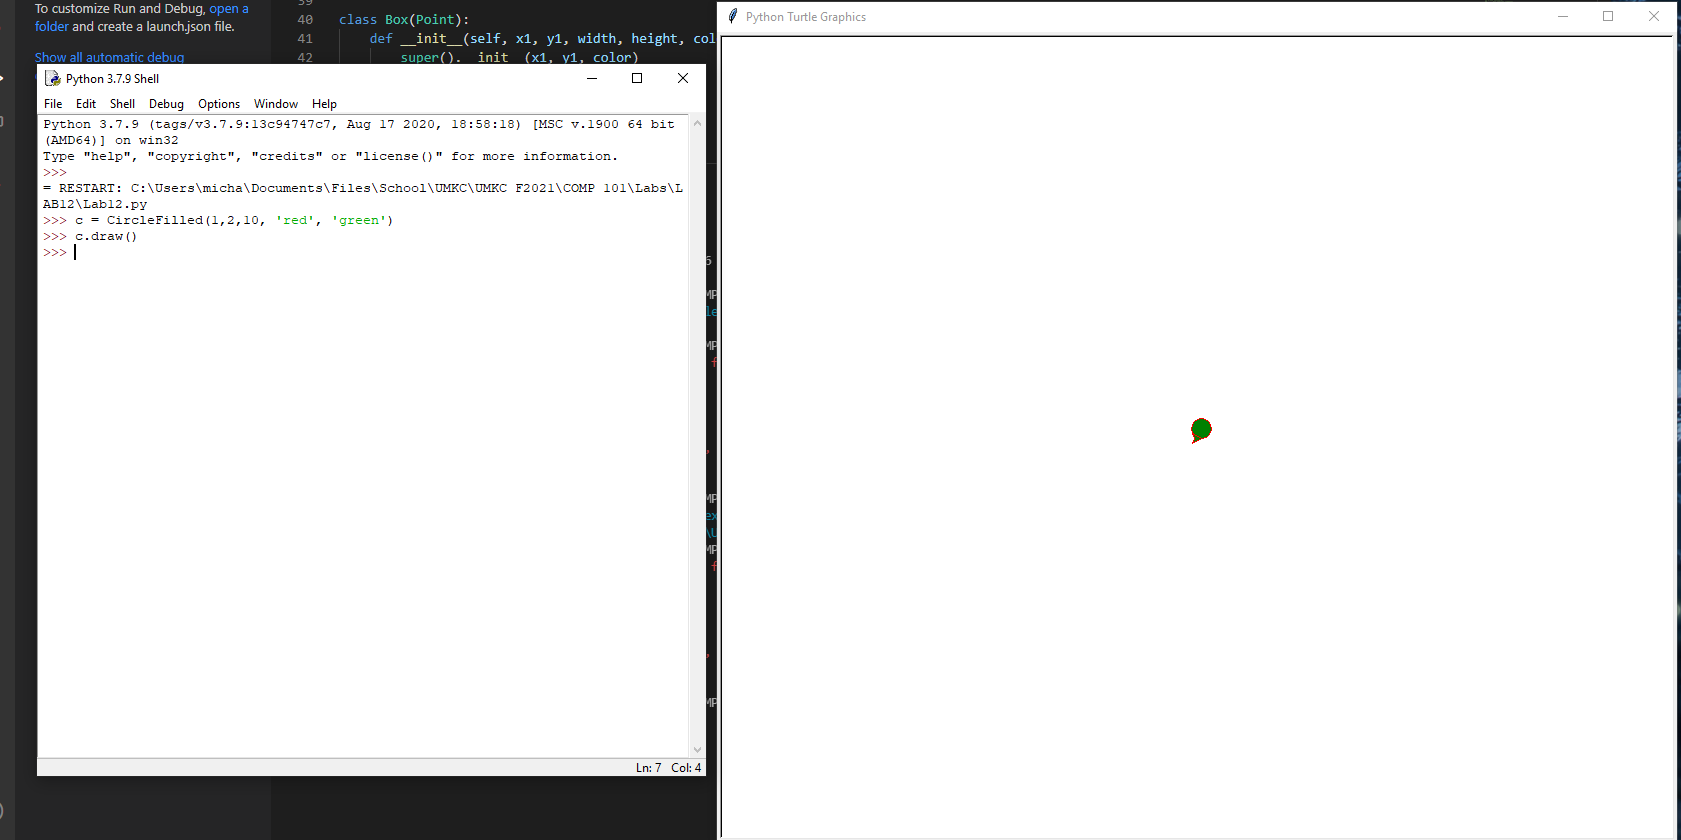 To customize Run and Debug, open a
folder and create a launch.json file.
Show all automatic debug
39
40 class Box(Point):
41 def __init__(self, x1, y1, width, height, col
42 super().__init__(x1, y1, color)
Python 3.7.9 Shell
File Edit Shell Debug Options Window Help
Python 3.7.9 (tags/v3.7.9:13c94747c7, Aug 17 2020, 18:58:18) [MSC v.1900 64 bit
(AMD64)] on win32
Type "help", "copyright", "credits" or "license()" for more information.
>>>
= RESTART: C:\Users\micha\Documents\Files\School\UMKC\UMKC F2021\COMP 101\Labs\L
AB12\Lab12.py
>>> c = CircleFilled(1,2,10, 'red', 'green')
>>> c.draw()
>>>
Ln: 7 Col: 4
Python Turtle Graphics